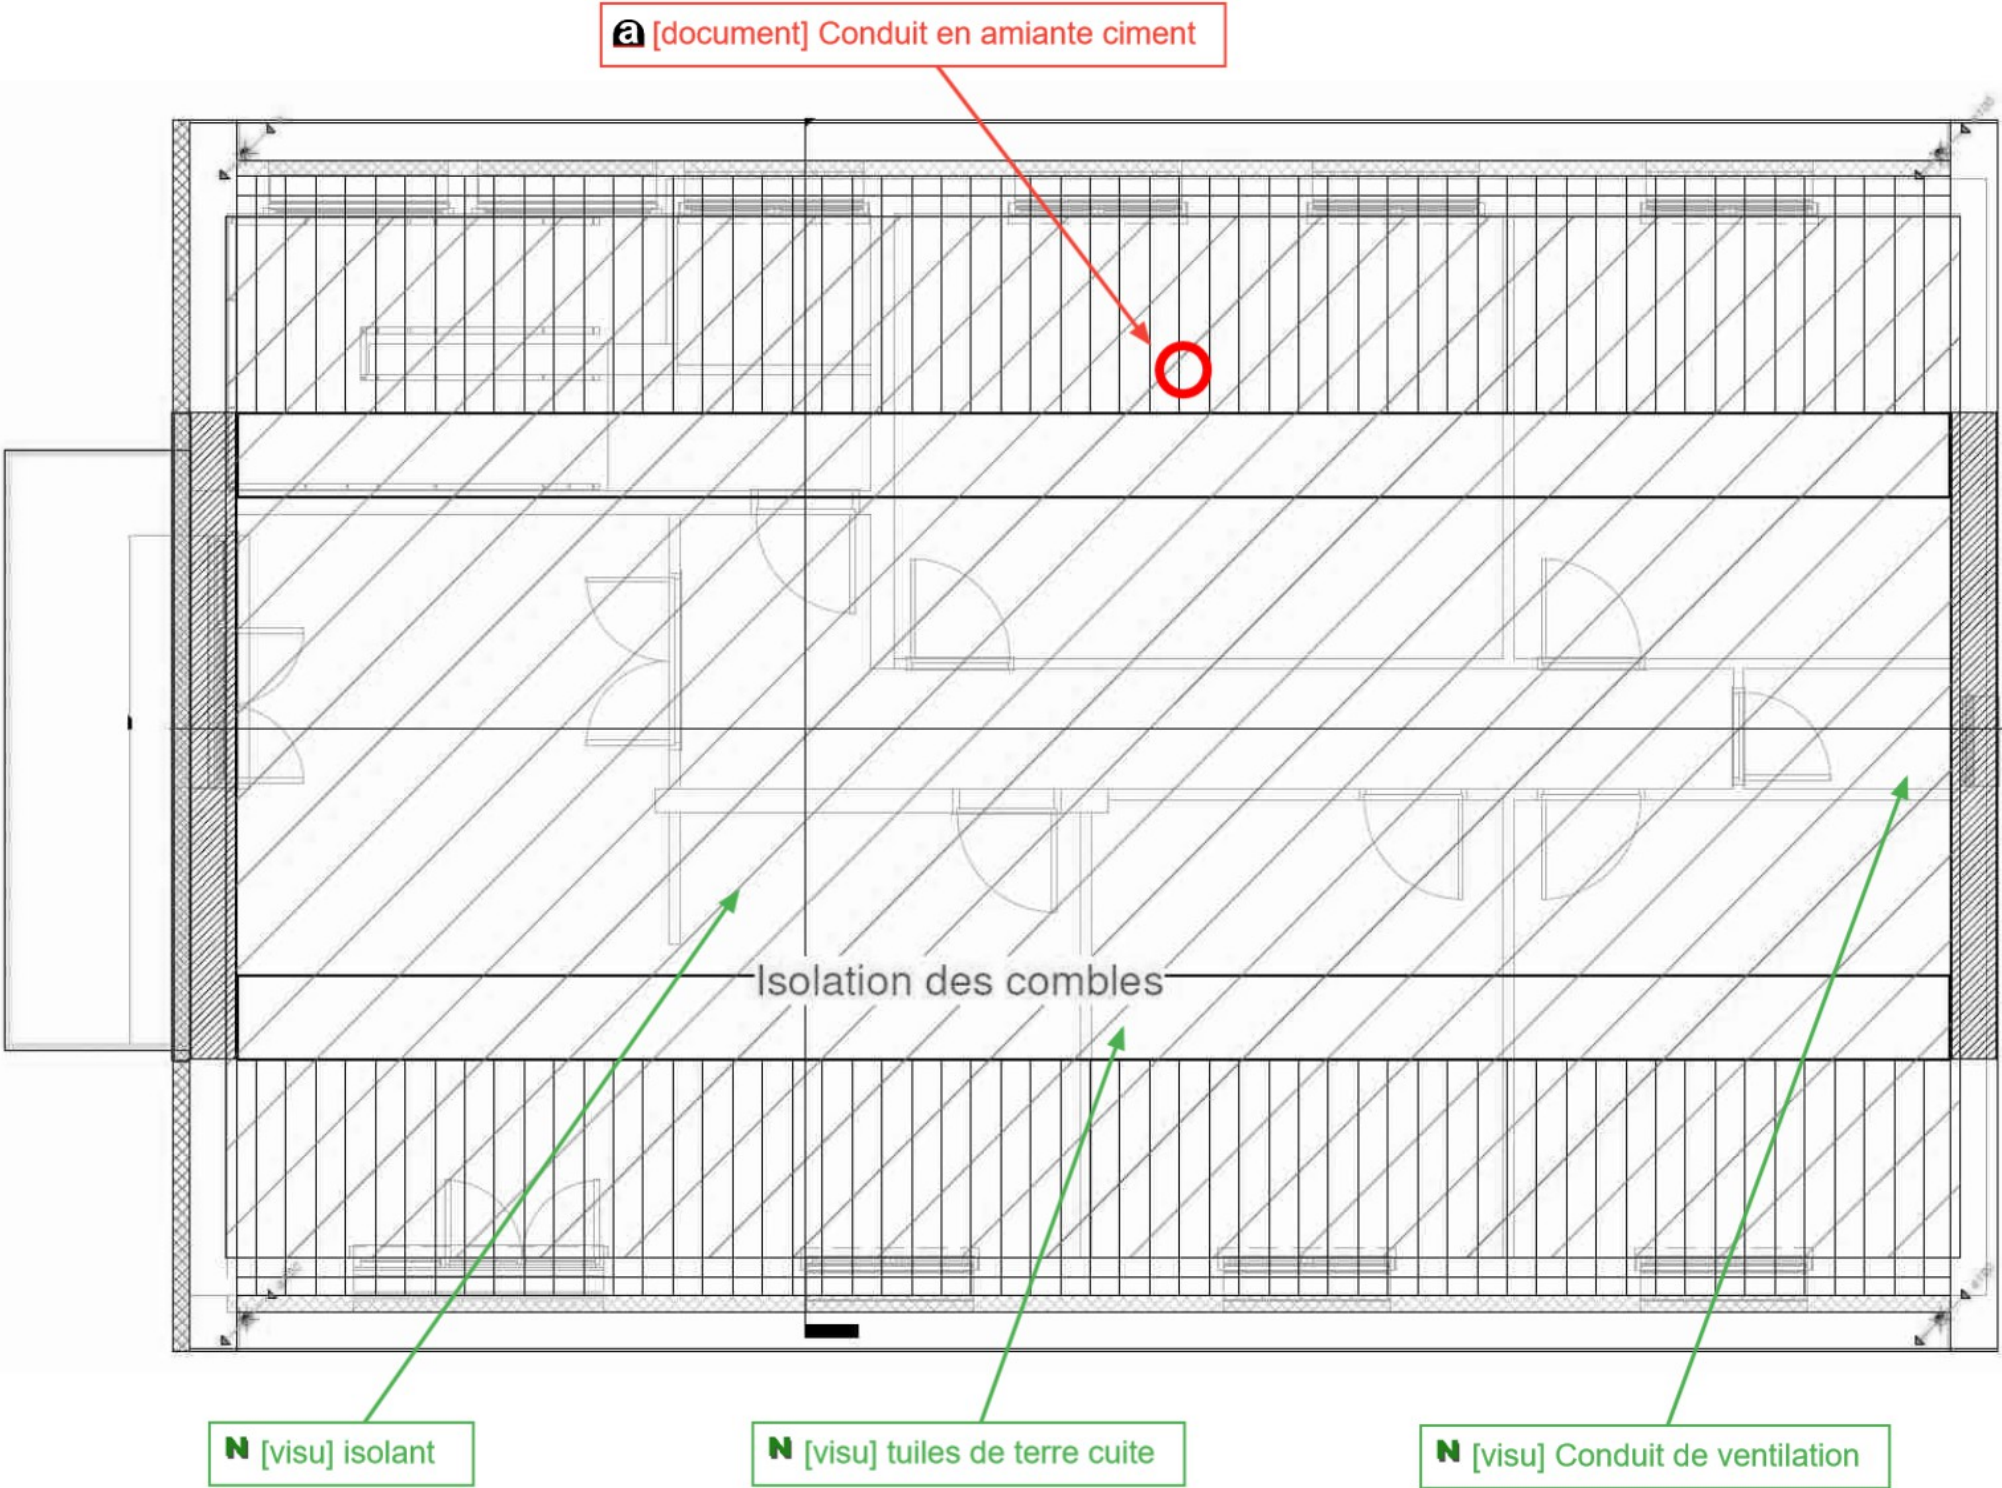 a [document] Conduit en amiante ciment
Isolation des combles
N [visu] isolant
N [visu] tuiles de terre cuite
N [visu] Conduit de ventilation